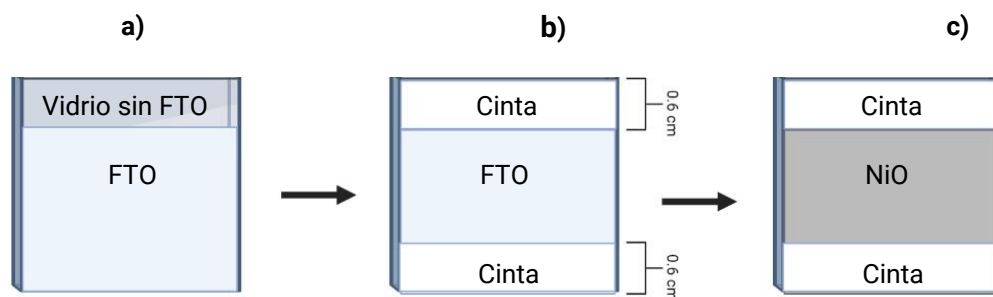 a)
b)
c)
Vidrio sin FTO
FTO
Cinta
FTO
Cinta
0.6 cm
0.6 cm
Cinta
NiO
Cinta